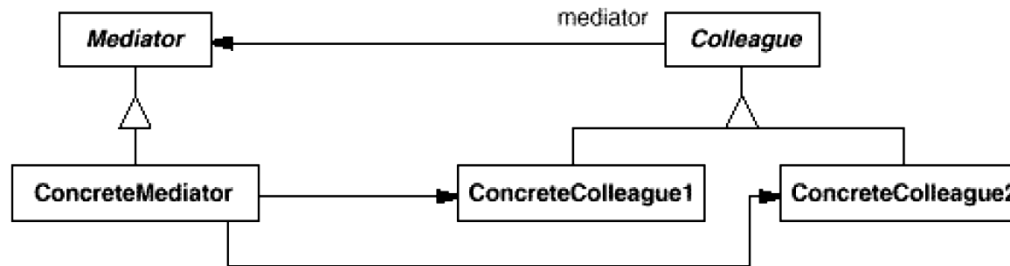 mediator
Mediator
Colleague
ConcreteMediator
ConcreteColleague1
ConcreteColleague2